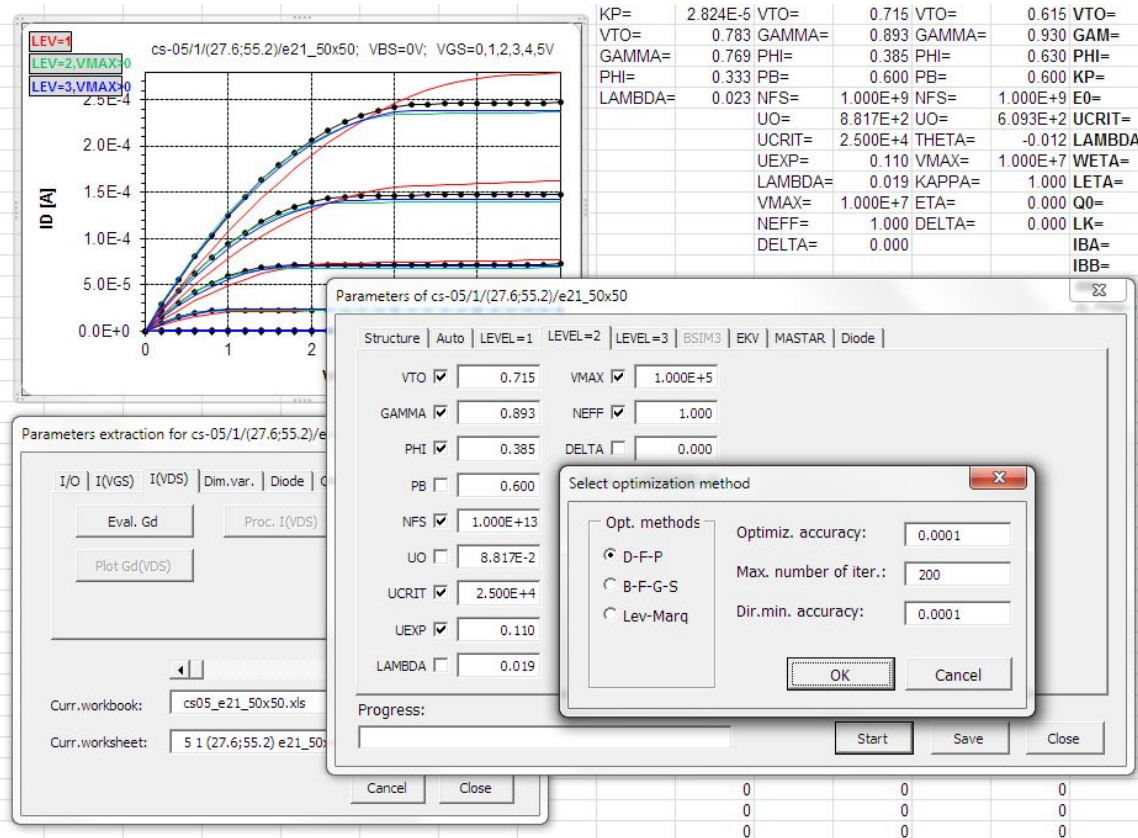 LEV=1
LEV=2,VMAX>0
LEV=3,VMAX>0
cs-05/1/(27.6;55.2)/e21_50x50; VBS=0V; VGS=0,1,2,3,4,5V
ID [A]
2.5E-4
2.0E-4
1.5E-4
1.0E-4
5.0E-5
0.0E+0
0 1 2
KP= 2.824E-5 VTO= 0.715 VTO= 0.615 VTO=
VTO= 0.783 GAMMA= 0.893 GAMMA= 0.930 GAM=
GAMMA= 0.769 PHI= 0.385 PHI= 0.630 PHI=
PHI= 0.333 PB= 0.600 PB= 0.600 KP=
LAMBDA= 0.023 NFS= 1.000E+9 NFS= 1.000E+9 E0=
UO= 8.817E+2 UO= 6.093E+2 UCRIT=
UCRIT= 2.500E+4 THETA= -0.012 LAMBDA
UEXP= 0.110 VMAX= 1.000E+7 WETA=
LAMBDA= 0.019 KAPPA= 1.000 LETA=
VMAX= 1.000E+7 ETA= 0.000 Q0=
NEFF= 1.000 DELTA= 0.000 LK=
DELTA= 0.000 IBA=
IBB=
Parameters of cs-05/1/(27.6;55.2)/e21_50x50
Structure Auto LEVEL=1 LEVEL=2 LEVEL=3 BSIM3 EKV MASTAR Diode
VTO 0.715 VMAX 1.000E+5
GAMMA 0.893 NEFF 1.000
PHI 0.385 DELTA 0.000
PB 0.600
NFS 1.000E+13
UO 8.817E-2
UCRIT 2.500E+4
UEXP 0.110
LAMBDA 0.019
Progress:
Start Save Close
Select optimization method
Opt. methods
D-F-P
B-F-G-S
Lev-Marq
Optimiz. accuracy: 0.0001
Max. number of iter.: 200
Dir.min. accuracy: 0.0001
OK Cancel
Parameters extraction for cs-05/1/(27.6;55.2)/e
I/O I(VGS) I(VDS) Dim.var. Diode
Eval. Gd Proc. I(VDS)
Plot Gd(VDS)
Curr.workbook: cs05_e21_50x50.xls
Curr.worksheet: 5 1 (27.6;55.2) e21_50x
Cancel Close
0 0 0
0 0 0
0 0 0